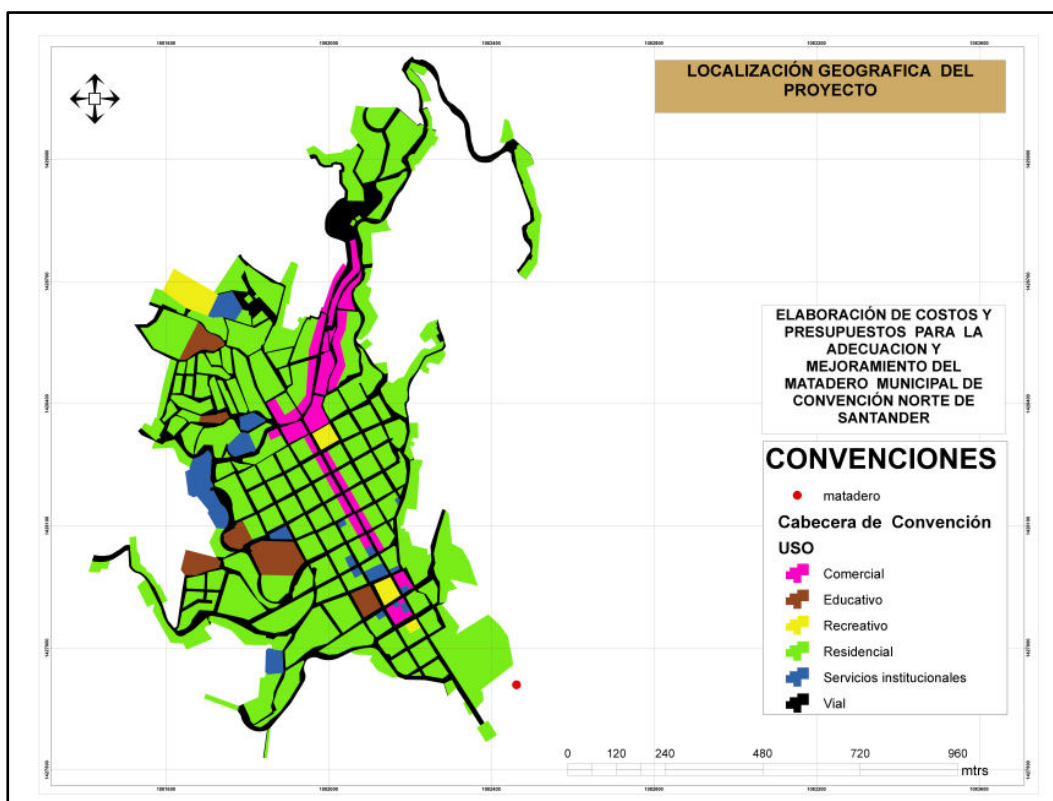 LOCALIZACIÓN GEOGRAFICA DEL
PROYECTO
ELABORACIÓN DE COSTOS Y
PRESUPUESTOS PARA LA
ADECUACION Y
MEJORAMIENTO DEL
MATADERO MUNICIPAL DE
CONVENCIÓN NORTE DE
SANTANDER
CONVENCIONES
matadero
Cabecera de Convención
USO
Comercial
Educativo
Recreativo
Residencial
Servicios institucionales
Vial
0 120 240 480 720 960
mtrs